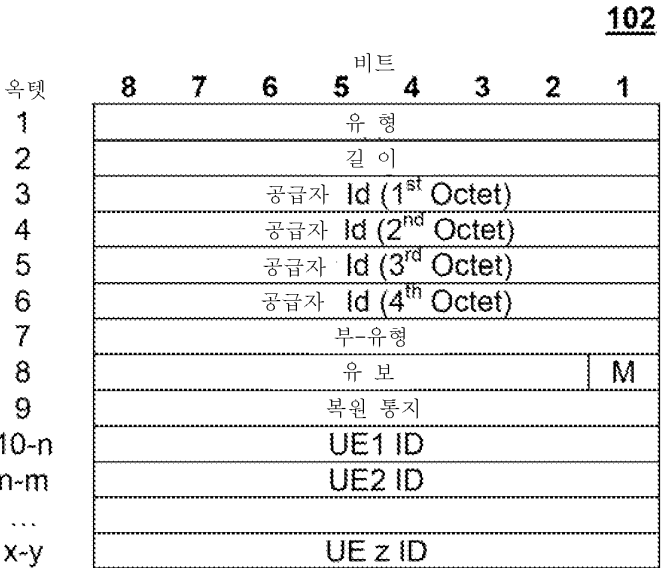 102
비트
옥텟 8 7 6 5 4 3 2 1
1 유 형
2 길 이
3 공급자 Id (1st Octet)
4 공급자 Id (2nd Octet)
5 공급자 Id (3rd Octet)
6 공급자 Id (4th Octet)
7 부-유형
8 유 보 M
9 복원 통지
10-n UE1 ID
n-m UE2 ID
...
x-y UE z ID